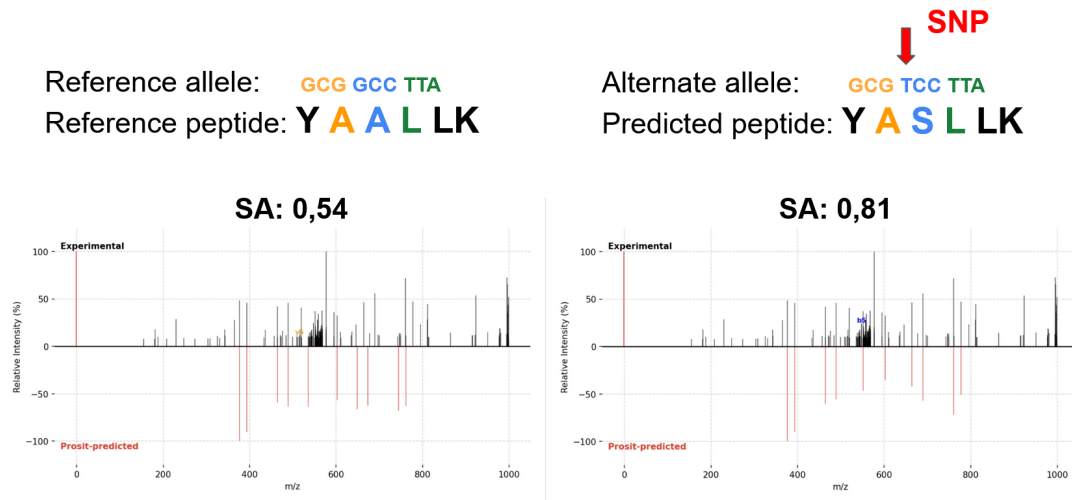 SNP
Reference allele: GCG GCC TTA
Reference peptide: Y A A L LK
Alternate allele: GCG TCC TTA
Predicted peptide: Y A S L LK
SA: 0,54
Experimental
100
50
0
−50
−100
Relative Intensity (%)
Prosit-predicted
0 200 400 600 800 1000
m/z
SA: 0,81
Experimental
100
50
0
−50
−100
Relative Intensity (%)
b5
Prosit-predicted
0 200 400 600 800 1000
m/z